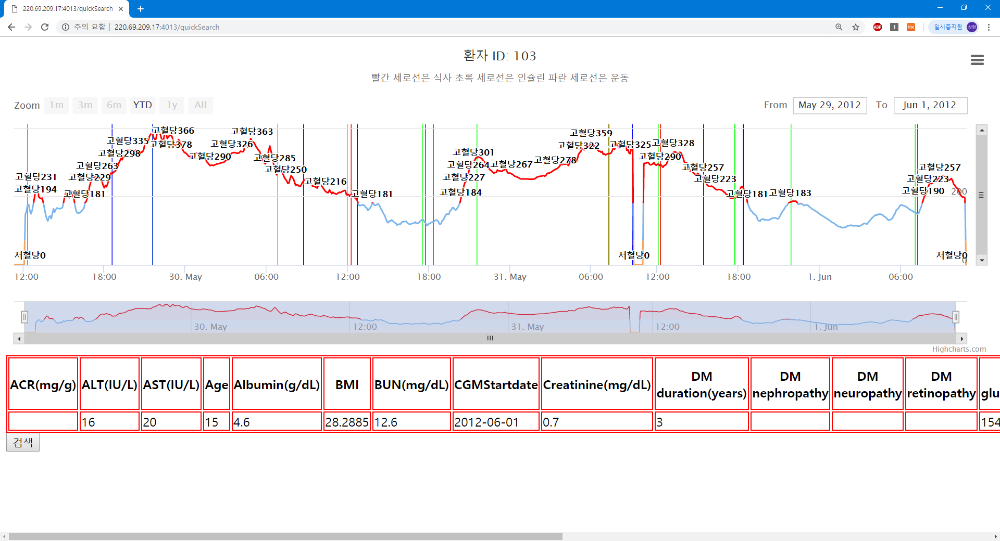 220.69.209.17:4013/quickSearch
주의 요함 220.69.209.17:4013/quickSearch
ABP
일시중지됨 상현
환자 ID: 103
빨간 세로선은 식사 초록 세로선은 인슐린 파란 세로선은 운동
Zoom 1m 3m 6m YTD 1y All From May 29, 2012 To Jun 1, 2012
고혈당231
고혈당194
고혈당181
고혈당229
고혈당263
고혈당298
고혈당335
고혈당366
고혈당378
고혈당290
고혈당326
고혈당363
고혈당285
고혈당250
고혈당216
고혈당181
고혈당184
고혈당227
고혈당264
고혈당301
고혈당267
고혈당278
고혈당322
고혈당359
고혈당325
고혈당328
고혈당290
고혈당257
고혈당223
고혈당181
고혈당183
고혈당190
고혈당223
고혈당257
200
저혈당0
저혈당0
저혈당0
0
12:00 18:00 30. May 06:00 12:00 18:00 31. May 06:00 12:00 18:00 1. Jun 06:00
30. May 12:00 31. May 12:00 1. Jun
Highcharts.com
ACR(mg/g) ALT(IU/L) AST(IU/L) Age Albumin(g/dL) BMI BUN(mg/dL) CGMStartdate Creatinine(mg/dL) DM duration(years) DM nephropathy DM neuropathy DM retinopathy glu
16 20 15 4.6 28.2885 12.6 2012-06-01 0.7 3 154
검색